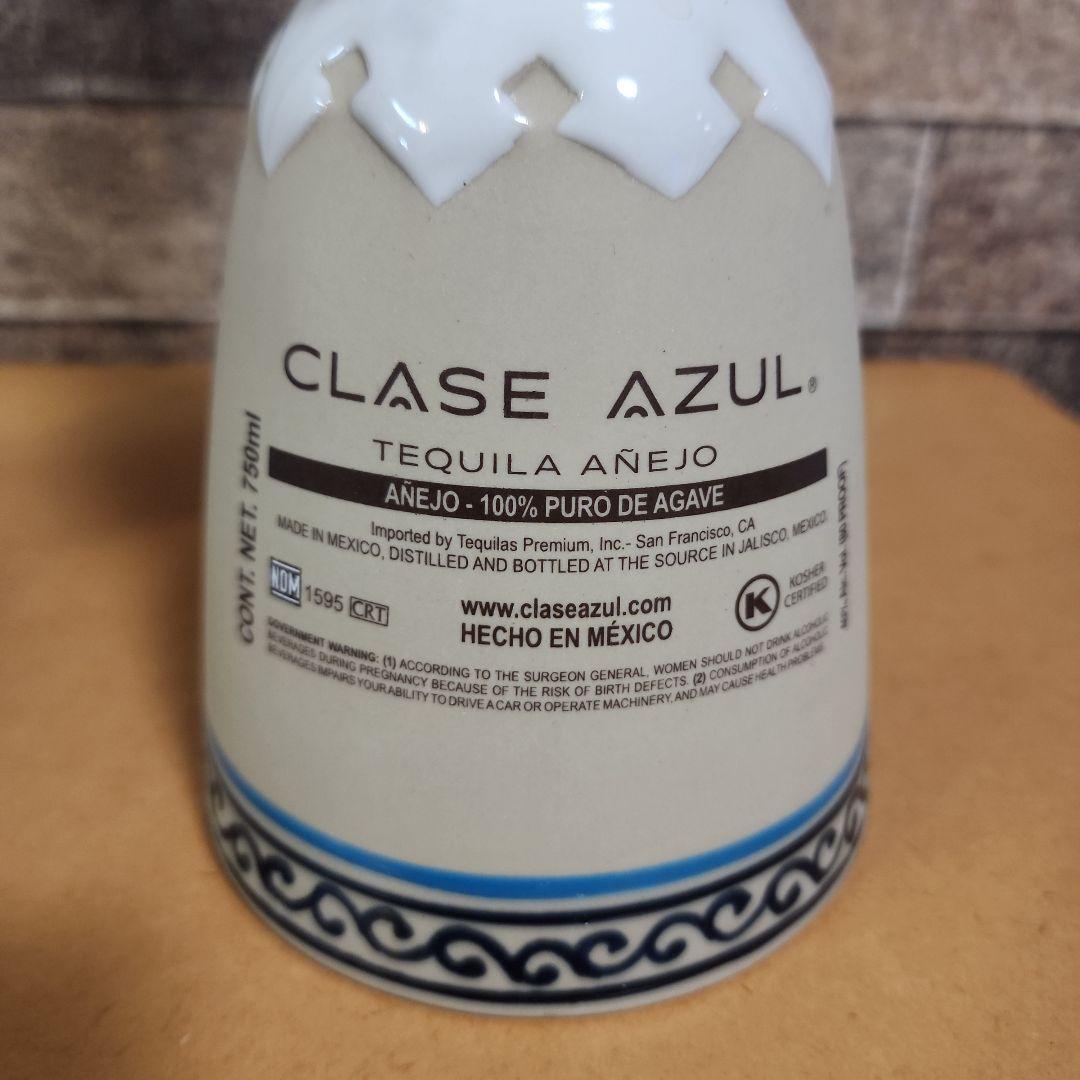 CLASE AZUL®
TEQUILA AÑEJO
AÑEJO - 100% PURO DE AGAVE
Imported by Tequilas Premium, Inc.- San Francisco, CA
MADE IN MEXICO, DISTILLED AND BOTTLED AT THE SOURCE IN JALISCO, MEXICO.
CONT. NET. 750ml
NOM 1595 CRT
www.claseazul.com
HECHO EN MÉXICO
K KOSHER
CERTIFIED
GOVERNMENT WARNING: (1) ACCORDING TO THE SURGEON GENERAL, WOMEN SHOULD NOT DRINK ALCOHOLIC
BEVERAGES DURING PREGNANCY BECAUSE OF THE RISK OF BIRTH DEFECTS. (2) CONSUMPTION OF ALCOHOLIC
BEVERAGES IMPAIRS YOUR ABILITY TO DRIVE A CAR OR OPERATE MACHINERY, AND MAY CAUSE HEALTH PROBLEMS.